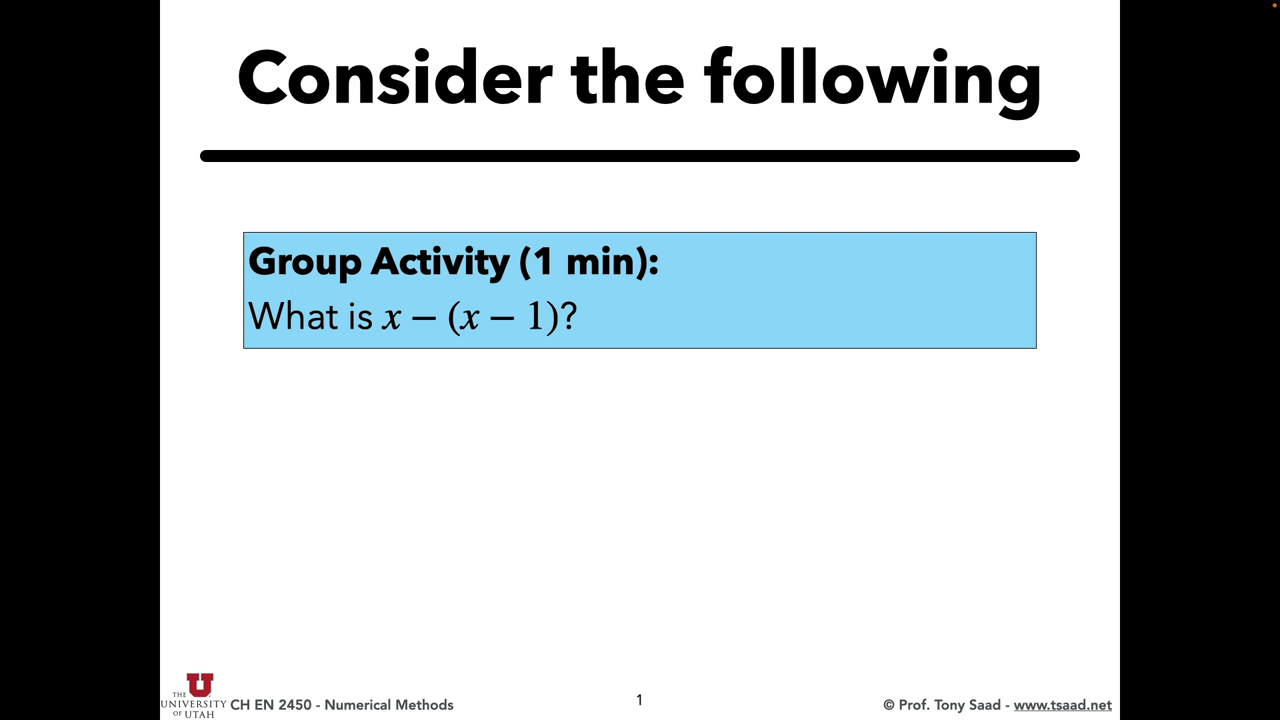 Consider the following
Group Activity (1 min):
What is x − (x − 1)?
THE
UNIVERSITY
OF UTAH
CH EN 2450 - Numerical Methods
1
© Prof. Tony Saad - www.tsaad.net